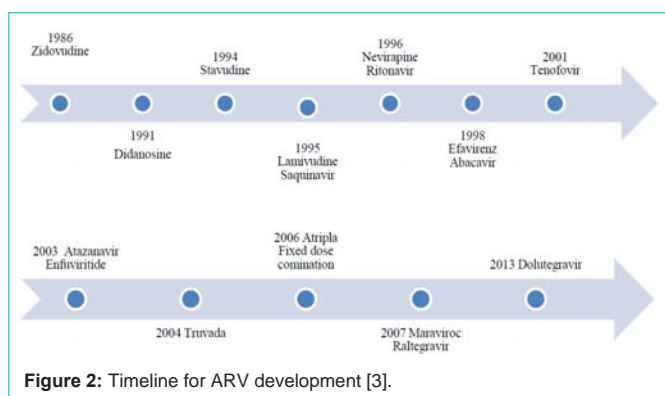 1986
Zidovudine
1994
Stavudine
1996
Nevirapine
Ritonavir
2001
Tenofovir
1991
Didanosine
1995
Lamivudine
Saquinavir
1998
Efavirenz
Abacavir
2003 Atazanavir
Enfuviritide
2006 Atripla
Fixed dose
comination
2013 Dolutegravir
2004 Truvada
2007 Maraviroc
Raltegravir
Figure 2: Timeline for ARV development [3].